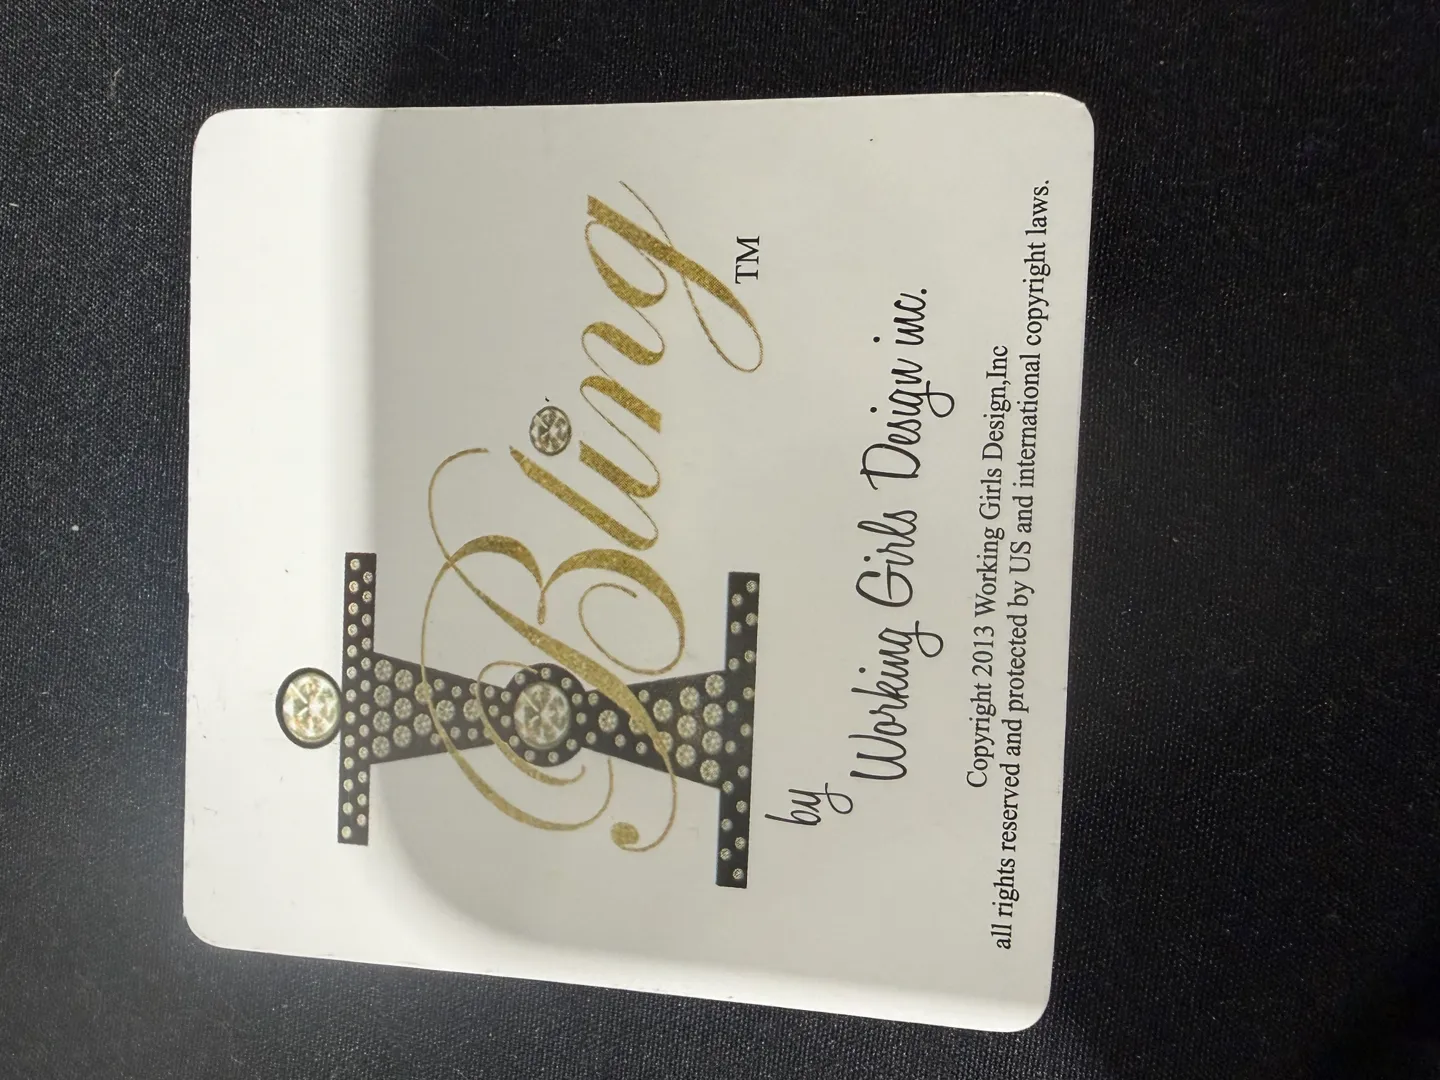 iBling
TM
by
Working Girls Design inc.
Copyright 2013 Working Girls Design,Inc
all rights reserved and protected by US and international copyright laws.